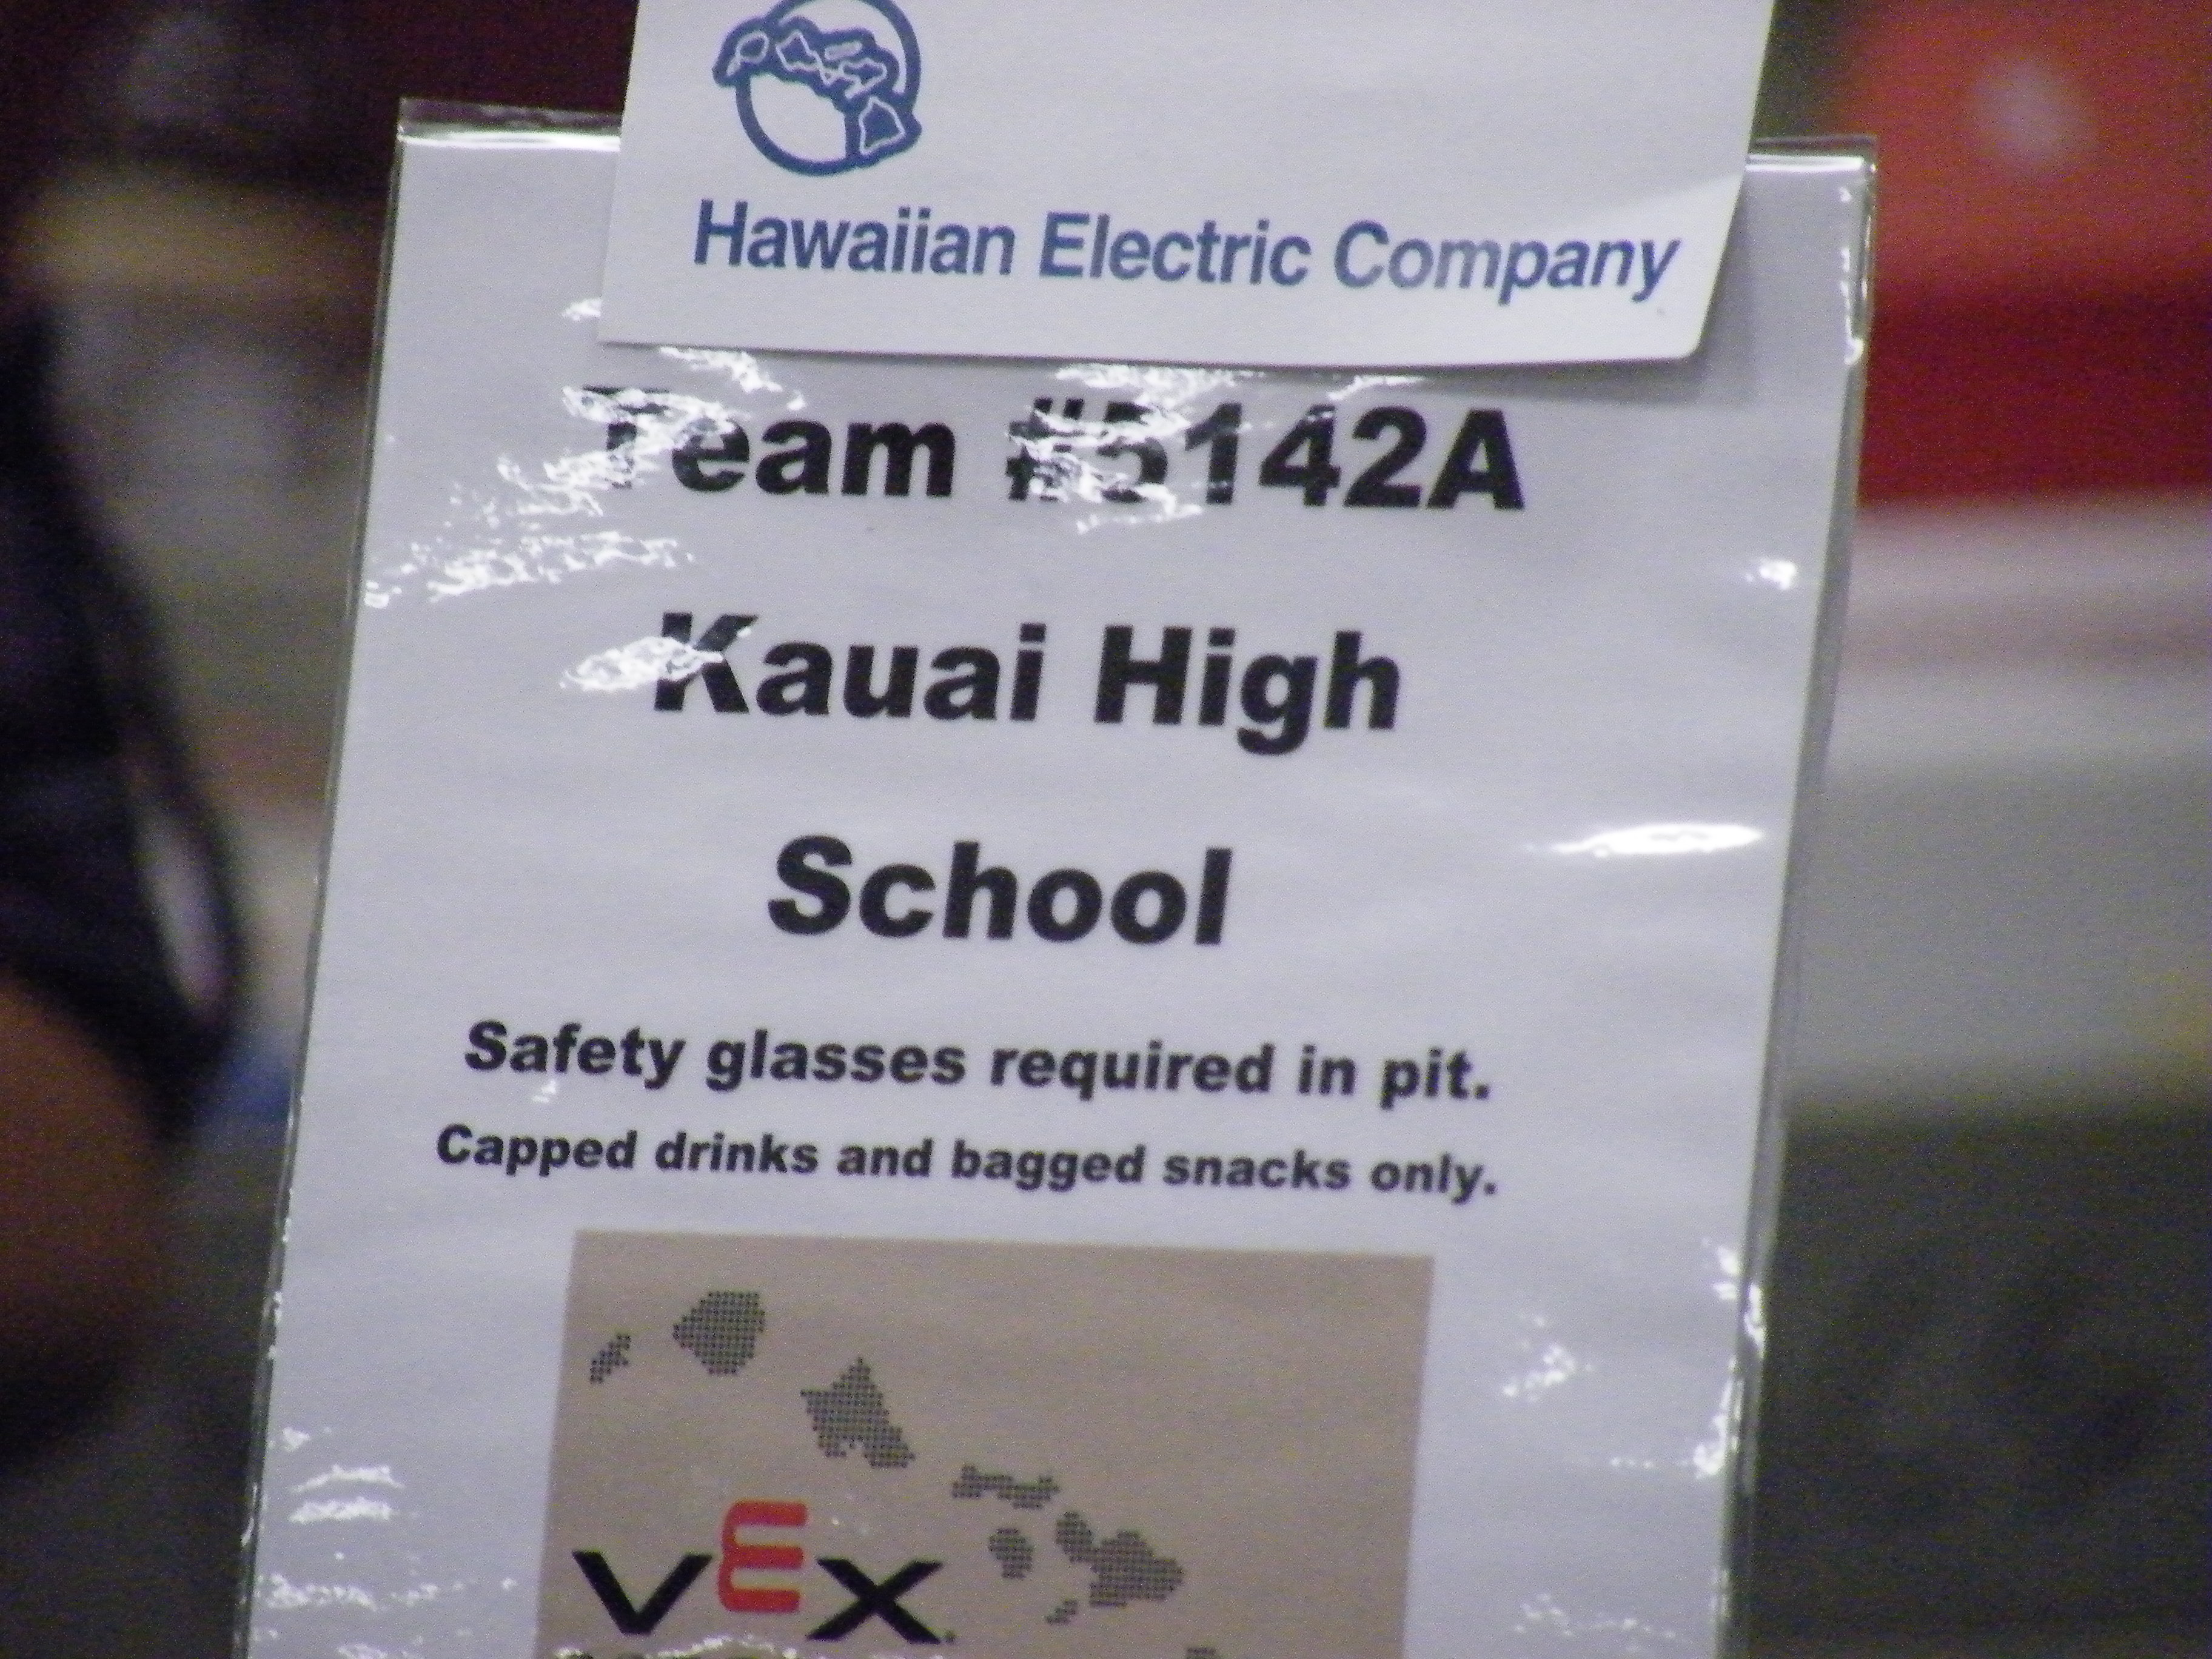 Hawaiian Electric Company
Team #5142A
Kauai High
School
Safety glasses required in pit.
Capped drinks and bagged snacks only.
VEX